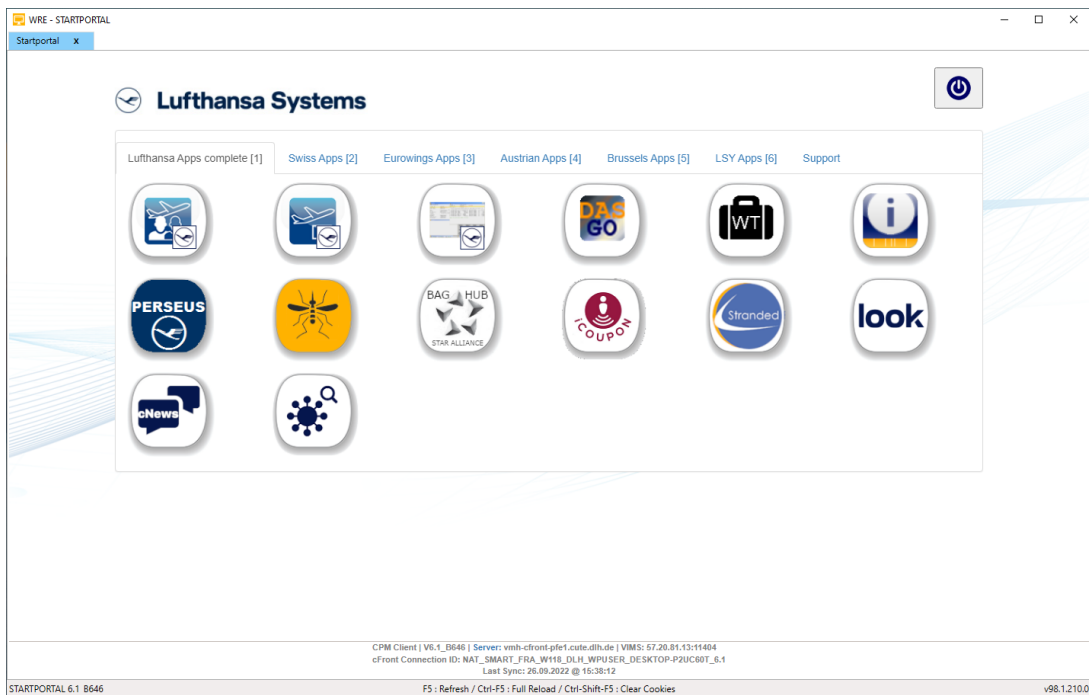 WRE - STARTPORTAL
Startportal x
Lufthansa Systems
Lufthansa Apps complete [1] Swiss Apps [2] Eurowings Apps [3] Austrian Apps [4] Brussels Apps [5] LSY Apps [6] Support
DAS
GO
WT
i
PERSEUS
BAG HUB
STAR ALLIANCE
iCOUPON
Stranded
look
cNews
CPM Client | V6.1_B646 | Server: vmh-cfront-pfe1.cute.dlh.de | VIMS: 57.20.81.13:11404
cFront Connection ID: NAT_SMART_FRA_W118_DLH_WPUSER_DESKTOP-P2UC60T_6.1
Last Sync: 26.09.2022 @ 15:38:12
STARTPORTAL 6.1 B646 F5 : Refresh / Ctrl-F5 : Full Reload / Ctrl-Shift-F5 : Clear Cookies v98.1.210.0